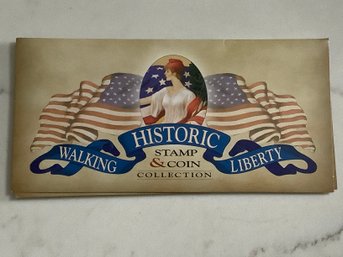 HISTORIC
WALKING STAMP LIBERTY
& COIN
COLLECTION